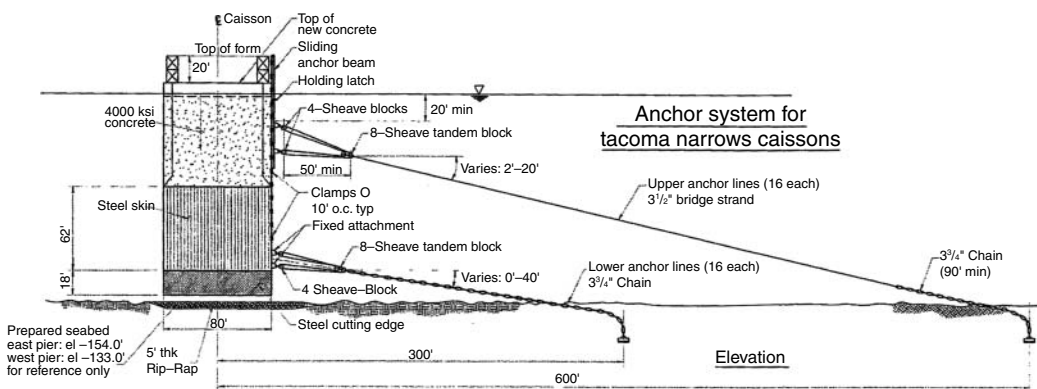 ℄ Caisson
Top of
new concrete
Top of form
Sliding
anchor beam
20'
Holding latch
4000 ksi
concrete
4–Sheave blocks
20' min
Anchor system for
tacoma narrows caissons
8–Sheave tandem block
50' min
Varies: 2'–20'
Clamps O
10' o.c. typ
Upper anchor lines (16 each)
3 1/2" bridge strand
Steel skin
Fixed attachment
62'
8–Sheave tandem block
3 3/4" Chain
(90' min)
18'
Varies: 0'–40'
Lower anchor lines (16 each)
3 3/4" Chain
4 Sheave–Block
Steel cutting edge
Prepared seabed
east pier: el –154.0'
west pier: el –133.0'
for reference only
80'
5' thk
Rip–Rap
300'
Elevation
600'